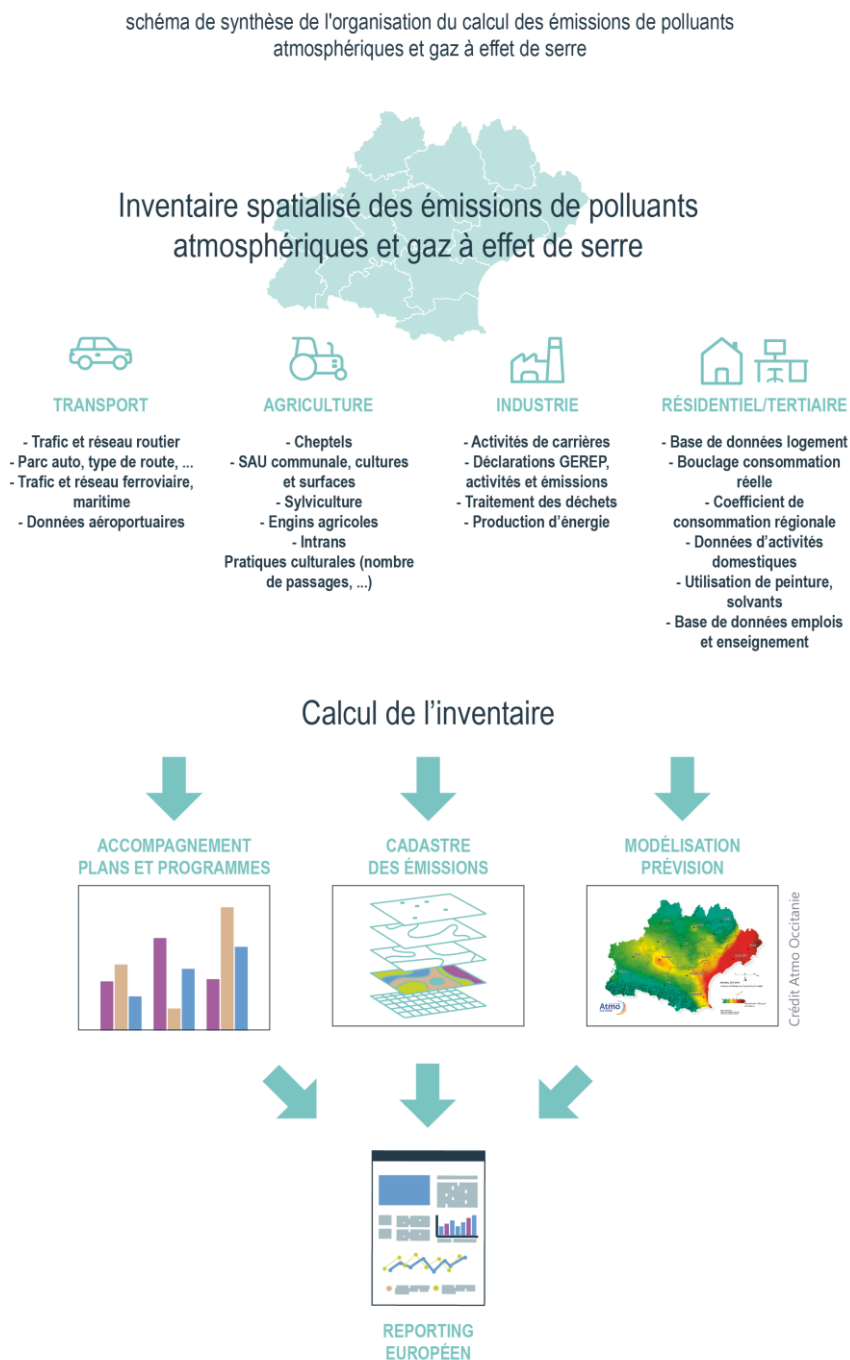 schéma de synthèse de l'organisation du calcul des émissions de polluants
atmosphériques et gaz à effet de serre
Inventaire spatialisé des émissions de polluants
atmosphériques et gaz à effet de serre
TRANSPORT
- Trafic et réseau routier
- Parc auto, type de route, ...
- Trafic et réseau ferroviaire,
maritime
- Données aéroportuaires
AGRICULTURE
- Cheptels
- SAU communale, cultures
et surfaces
- Sylviculture
- Engins agricoles
- Intrans
Pratiques culturales (nombre
de passages, ...)
INDUSTRIE
- Activités de carrières
- Déclarations GEREP,
activités et émissions
- Traitement des déchets
- Production d'énergie
RÉSIDENTIEL/TERTIAIRE
- Base de données logement
- Bouclage consommation
réelle
- Coefficient de
consommation régionale
- Données d'activités
domestiques
- Utilisation de peinture,
solvants
- Base de données emplois
et enseignement
Calcul de l'inventaire
ACCOMPAGNEMENT
PLANS ET PROGRAMMES
CADASTRE
DES ÉMISSIONS
MODÉLISATION
PRÉVISION
Atmo
Crédit Atmo Occitanie
REPORTING
EUROPÉEN